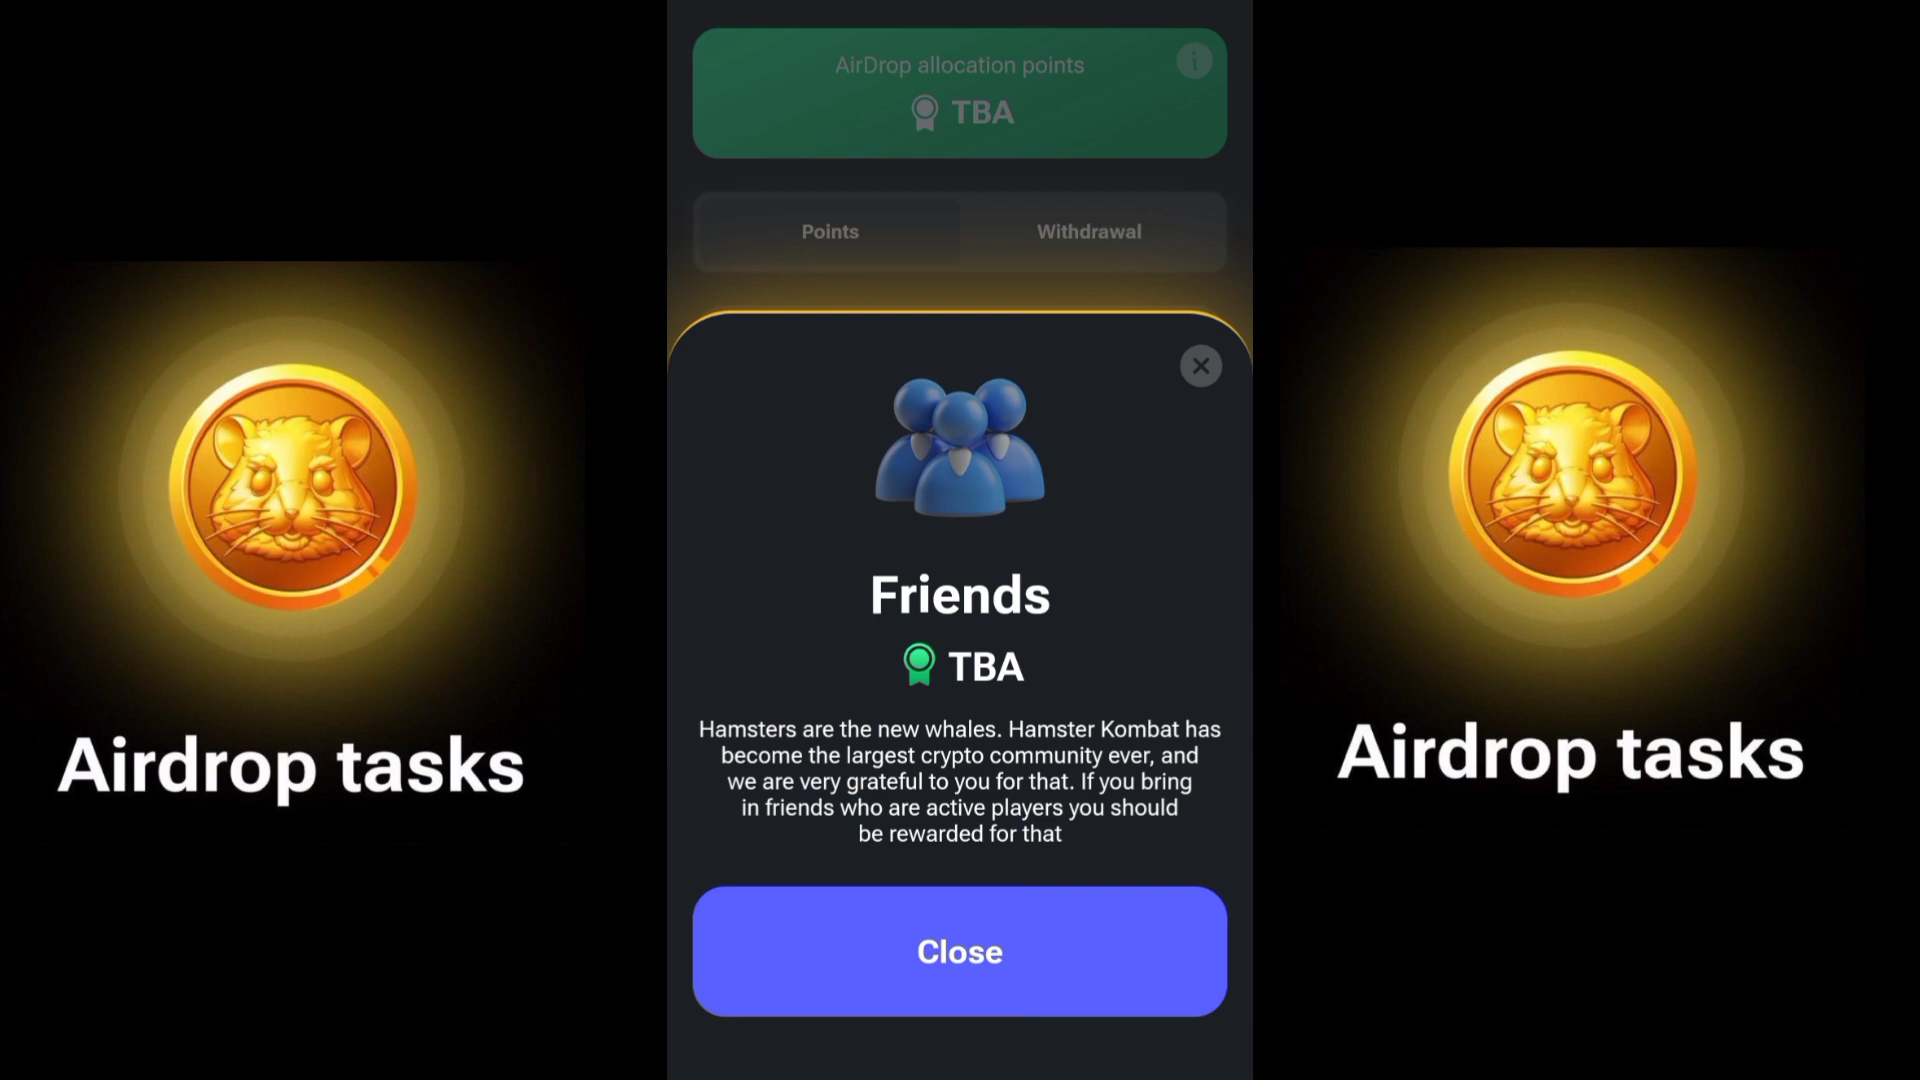 AirDrop allocation points
TBA
Points
Withdrawal
Friends
TBA
Hamsters are the new whales. Hamster Kombat has
become the largest crypto community ever, and
we are very grateful to you for that. If you bring
in friends who are active players you should
be rewarded for that
Close
Airdrop tasks
Airdrop tasks